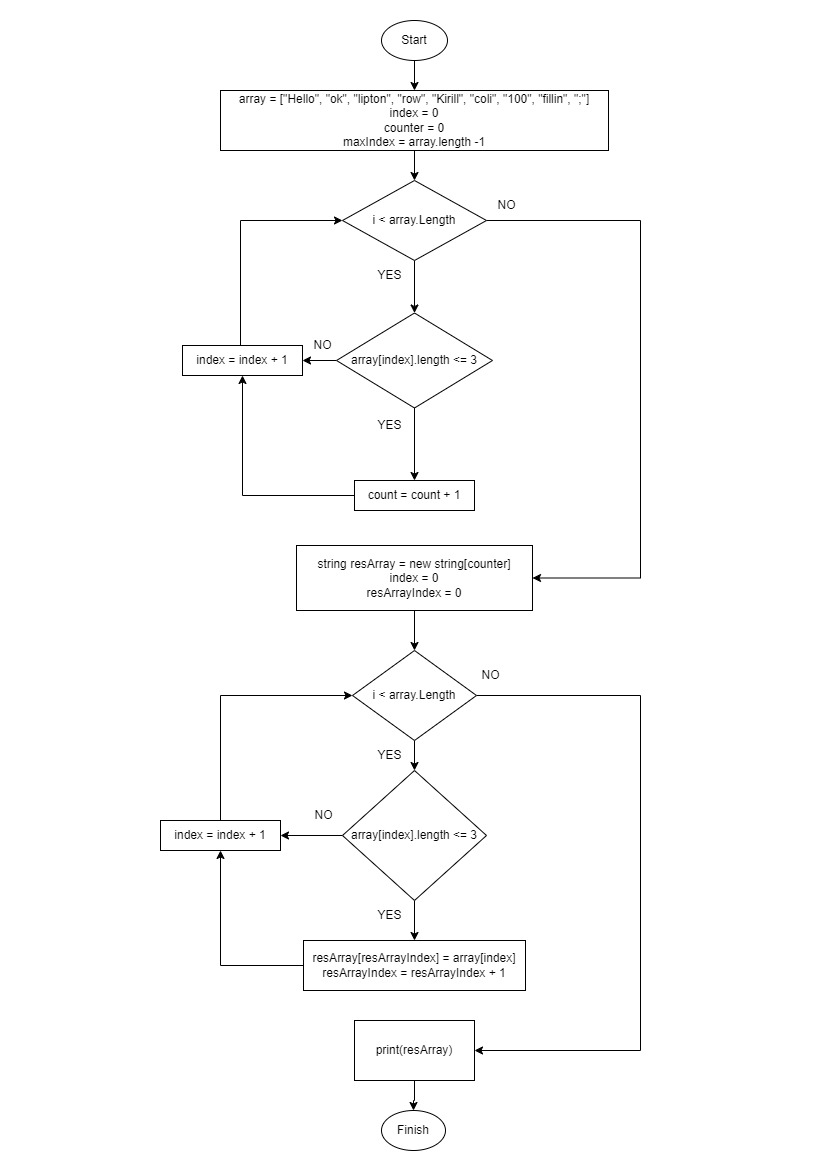 Start
array = ["Hello", "ok", "lipton", "row", "Kirill", "coli", "100", "fillin", ";"]
index = 0
counter = 0
maxIndex = array.length -1
i < array.Length
NO
YES
array[index].length <= 3
NO
index = index + 1
YES
count = count + 1
string resArray = new string[counter]
index = 0
resArrayIndex = 0
i < array.Length
NO
YES
array[index].length <= 3
NO
index = index + 1
YES
resArray[resArrayIndex] = array[index]
resArrayIndex = resArrayIndex + 1
print(resArray)
Finish